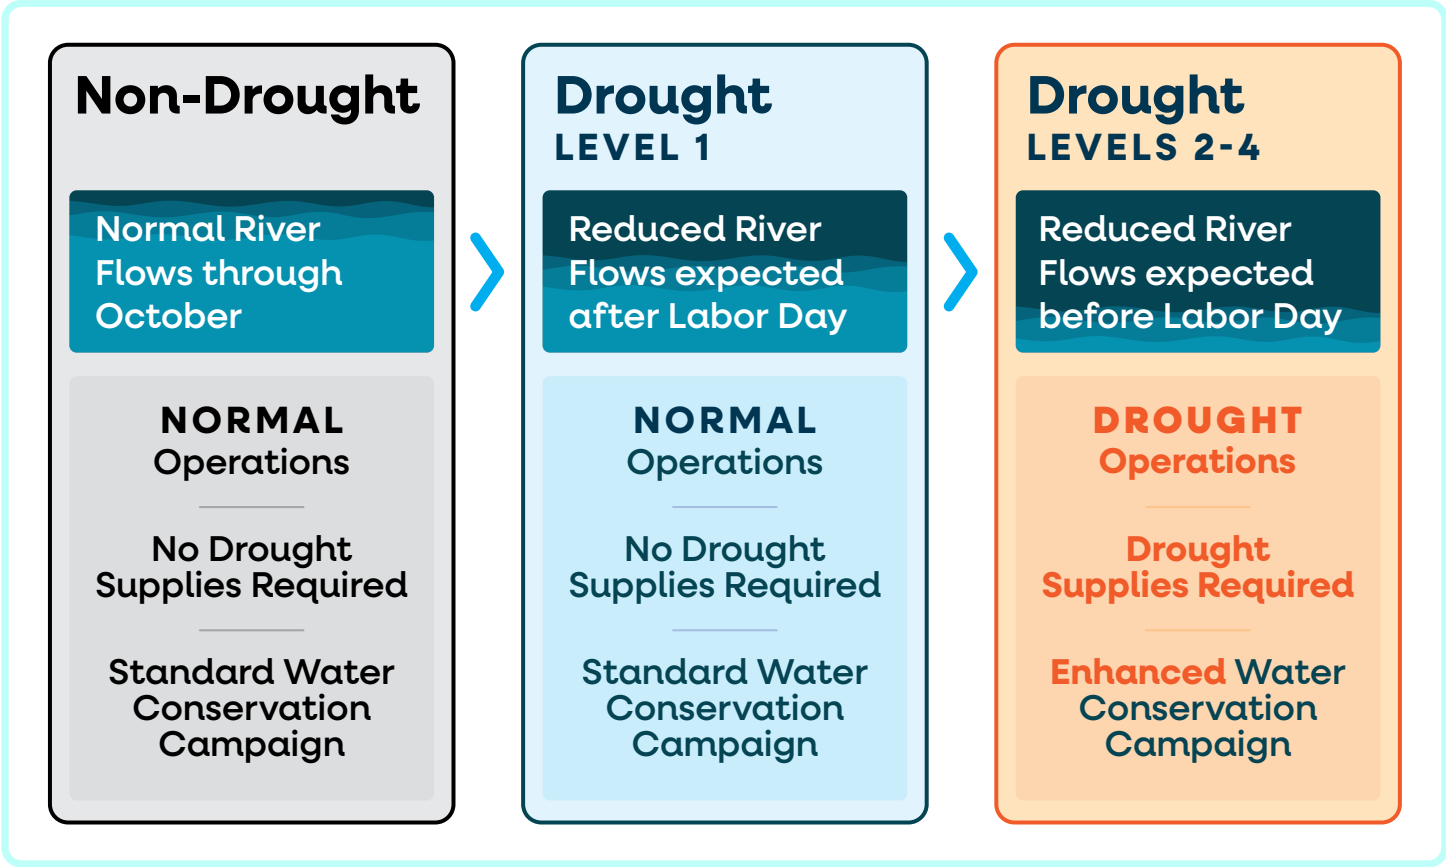 Non-Drought
Normal River
Flows through
October
NORMAL
Operations
No Drought
Supplies Required
Standard Water
Conservation
Campaign
Drought
LEVEL 1
Reduced River
Flows expected
after Labor Day
NORMAL
Operations
No Drought
Supplies Required
Standard Water
Conservation
Campaign
Drought
LEVELS 2-4
Reduced River
Flows expected
before Labor Day
DROUGHT
Operations
Drought
Supplies Required
Enhanced Water
Conservation
Campaign